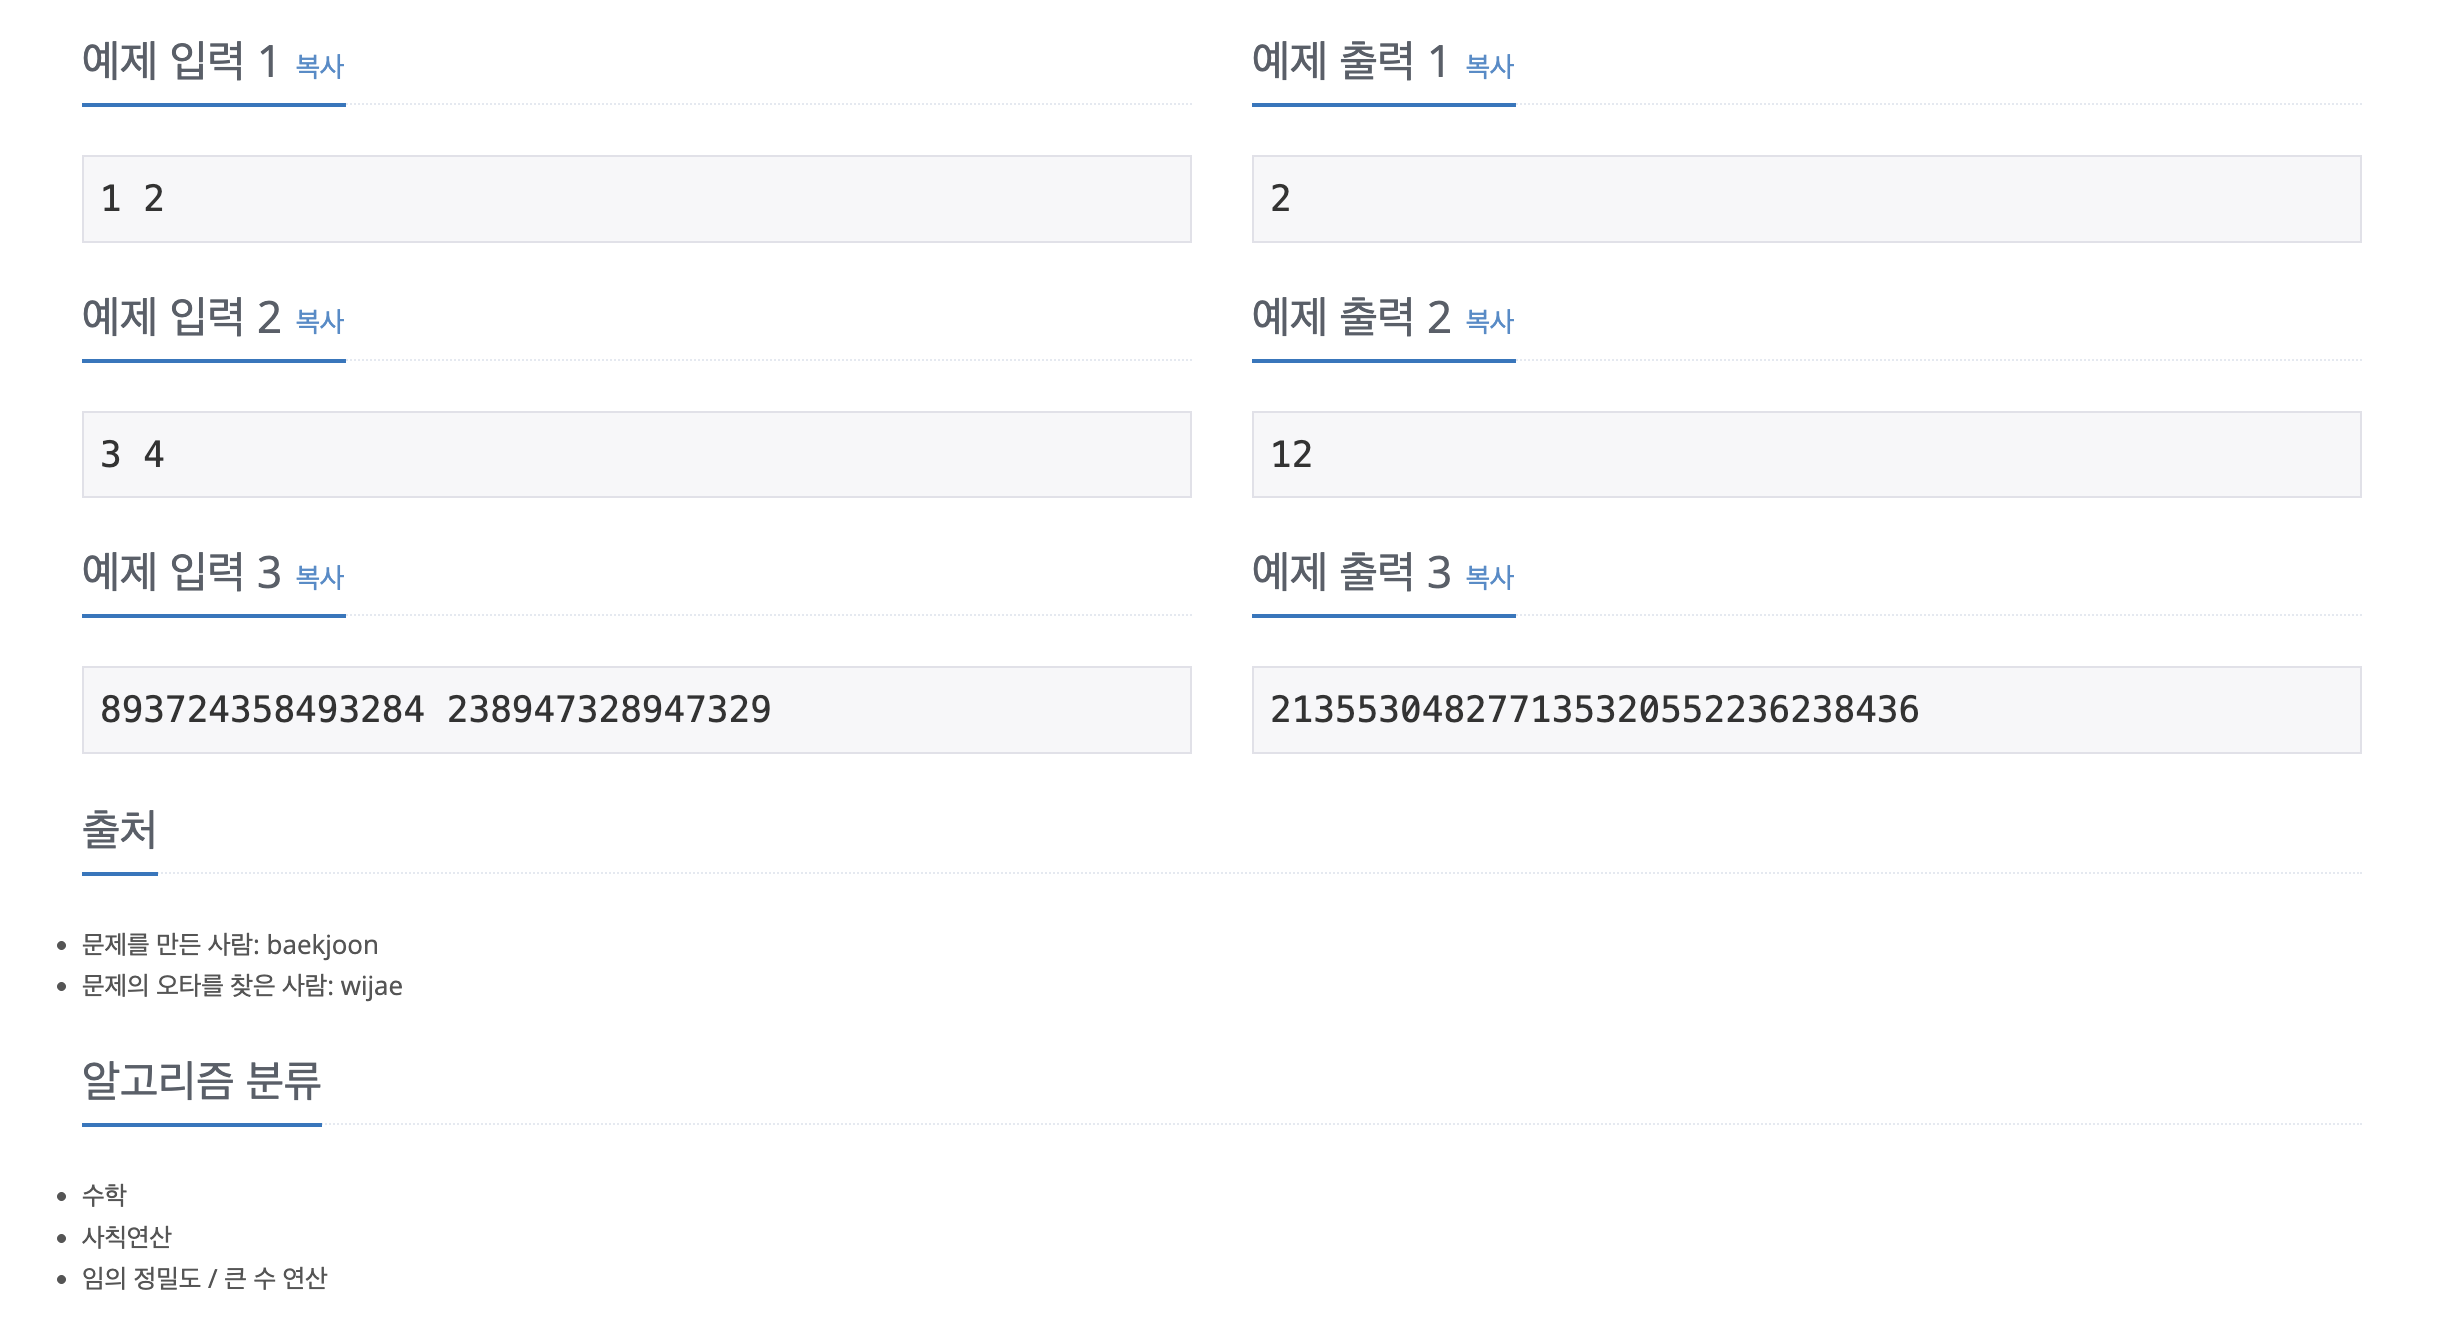 예제 입력 1 복사
예제 출력 1 복사
1 2
2
예제 입력 2 복사
예제 출력 2 복사
3 4
12
예제 입력 3 복사
예제 출력 3 복사
893724358493284 238947328947329
213553048277135320552236238436
출처
문제를 만든 사람: baekjoon
문제의 오타를 찾은 사람: wijae
알고리즘 분류
수학
사칙연산
임의 정밀도 / 큰 수 연산